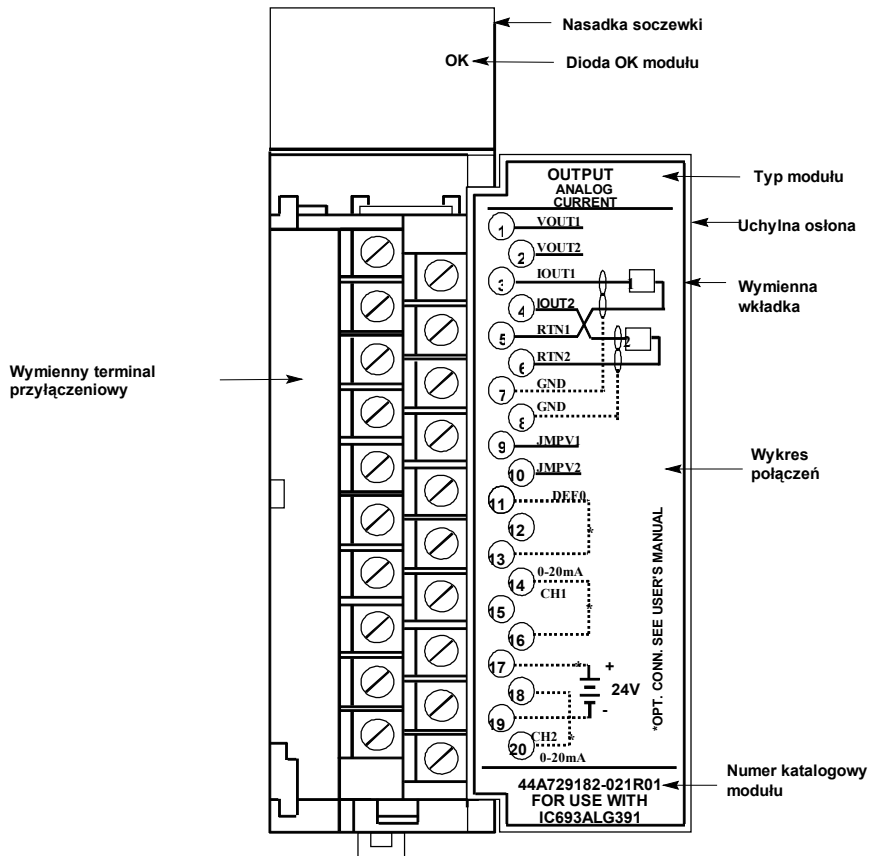 Nasadka soczewki
OK
Dioda OK modułu
OUTPUT
ANALOG
CURRENT
Typ modułu
1 VOUT1
Uchylna osłona
2 VOUT2
3 IOUT1 1
Wymienna
wkładka
4 IOUT2
5 RTN1 2
6 RTN2
Wymienny terminal
przyłączeniowy
7 GND
8 GND
9 JMPV1
Wykres
połączeń
10 JMPV2
11 DEF0
12 *
13
14 0-20mA
CH1
15 *
16
17 * +
18 24V
19 -
CH2 *
20
0-20mA
*OPT. CONN. SEE USER'S MANUAL
44A729182-021R01
FOR USE WITH
IC693ALG391
Numer katalogowy
modułu